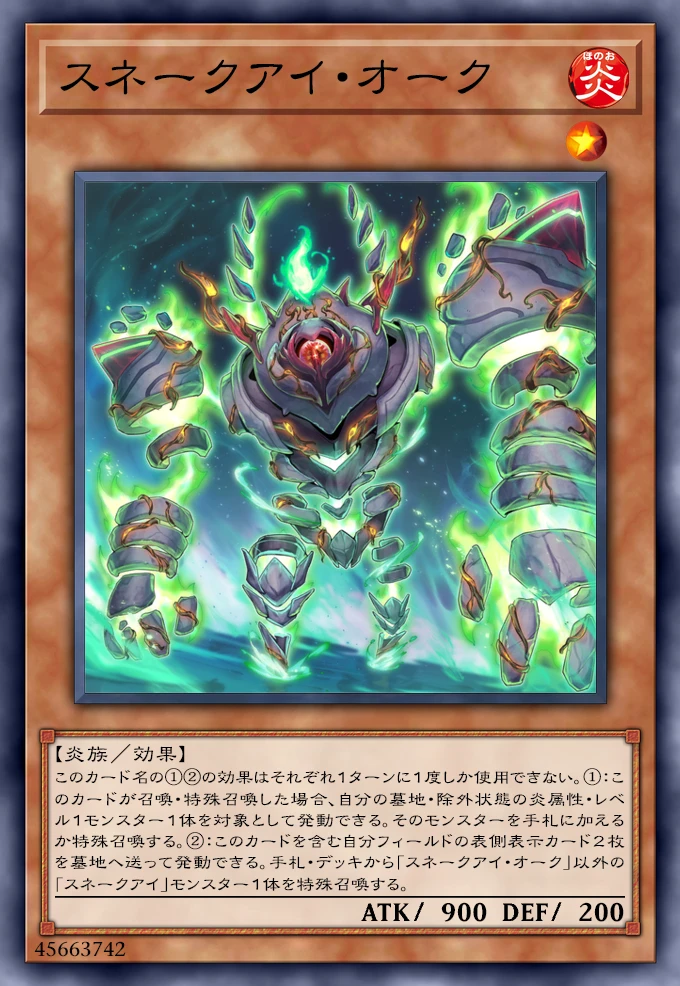 スネークアイ・オーク
ほのお
炎
【炎族／効果】
このカード名の①②の効果はそれぞれ1ターンに1度しか使用できない。①：こ
のカードが召喚・特殊召喚した場合、自分の墓地・除外状態の炎属性・レベ
ル1モンスター1体を対象として発動できる。そのモンスターを手札に加える
か特殊召喚する。②：このカードを含む自分フィールドの表側表示カード2枚
を墓地へ送って発動できる。手札・デッキから「スネークアイ・オーク」以外の
「スネークアイ」モンスター1体を特殊召喚する。
ATK/ 900 DEF/ 200
45663742